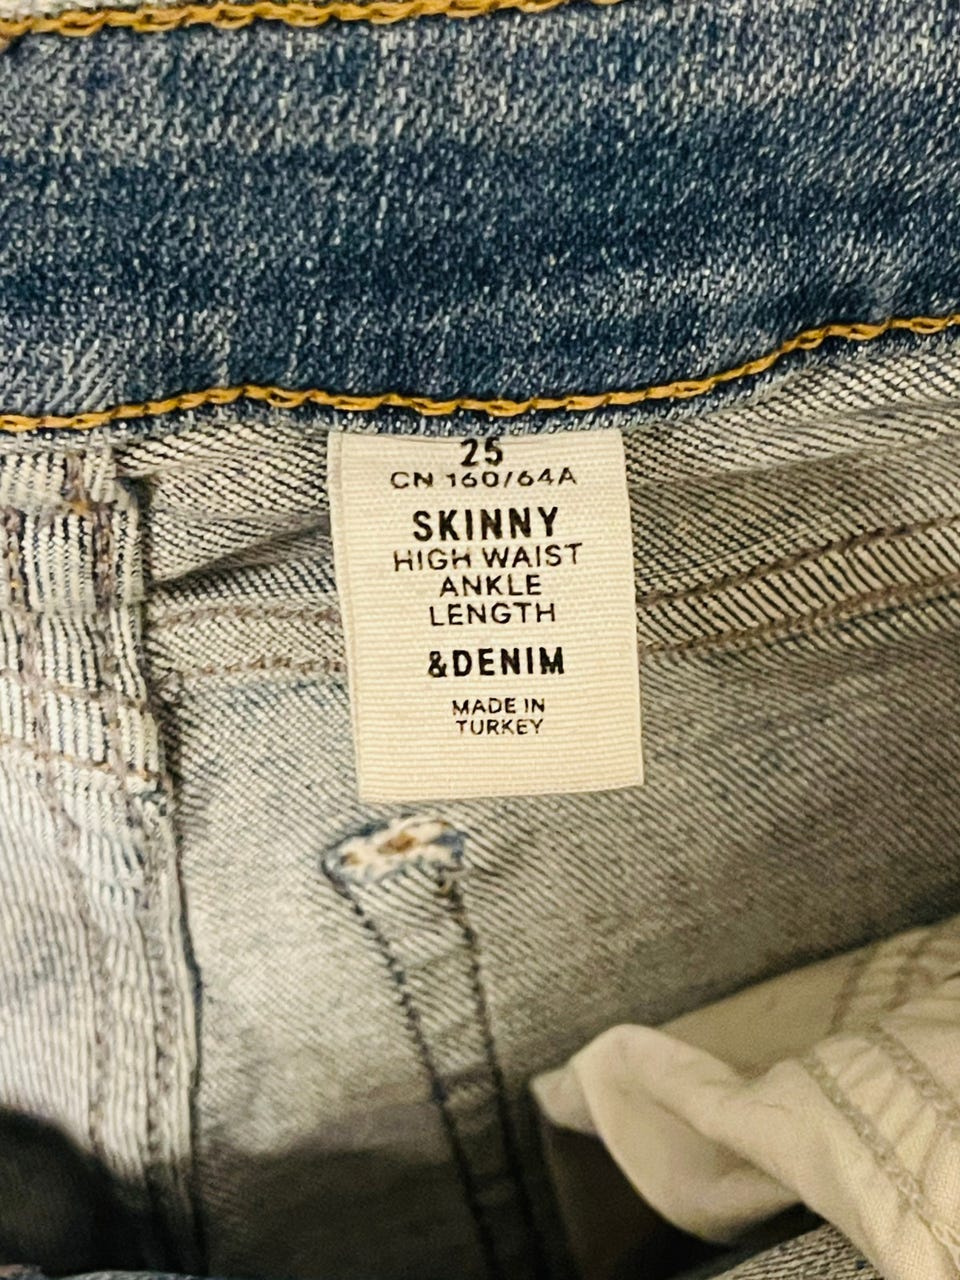 25
CN 160/64A
SKINNY
HIGH WAIST
ANKLE
LENGTH
&DENIM
MADE IN
TURKEY